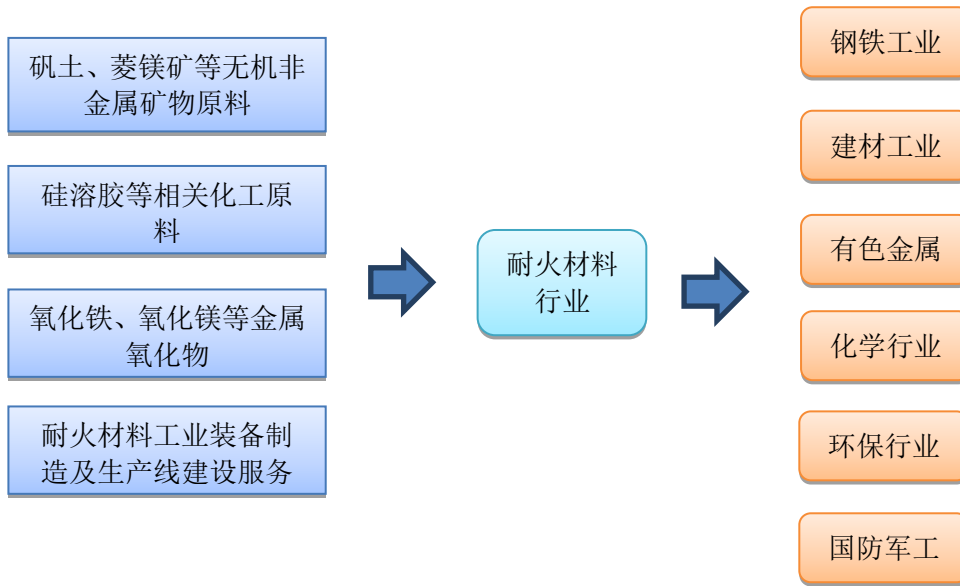 矾土、菱镁矿等无机非
金属矿物原料
硅溶胶等相关化工原
料
氧化铁、氧化镁等金属
氧化物
耐火材料工业装备制
造及生产线建设服务
耐火材料
行业
钢铁工业
建材工业
有色金属
化学行业
环保行业
国防军工